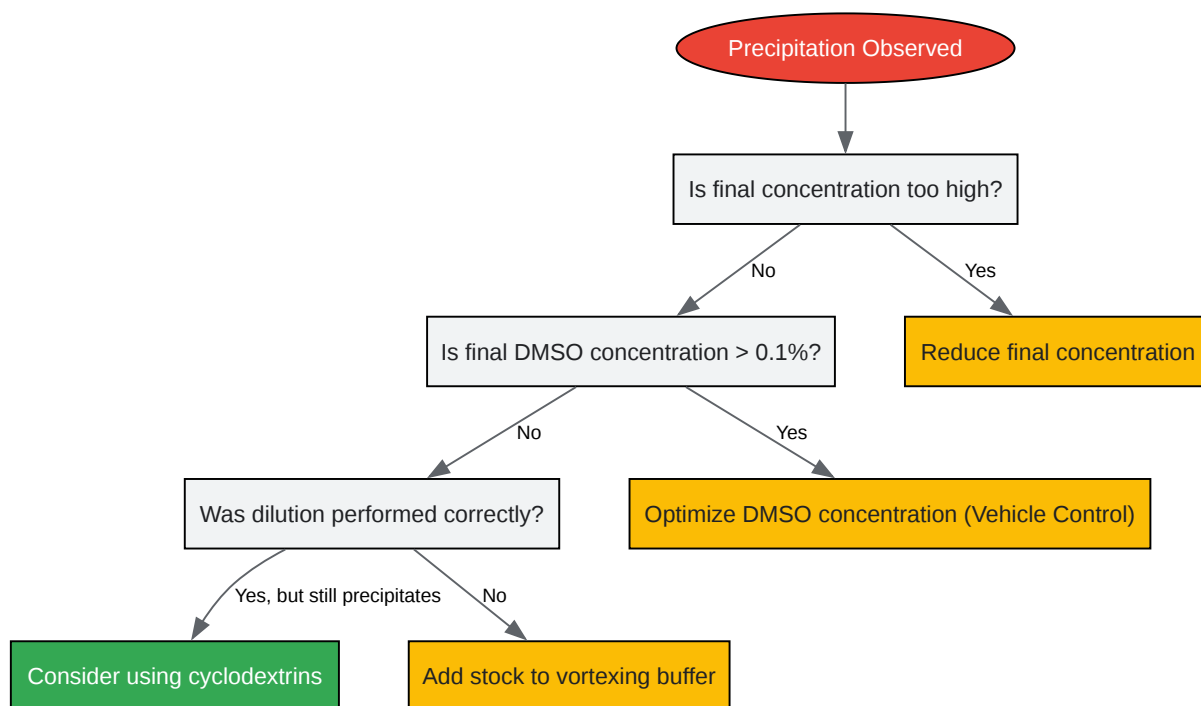 Precipitation Observed
Is final concentration too high?
No
Yes
Is final DMSO concentration > 0.1%?
Reduce final concentration
No
Yes
Was dilution performed correctly?
Optimize DMSO concentration (Vehicle Control)
Yes, but still precipitates
No
Consider using cyclodextrins
Add stock to vortexing buffer